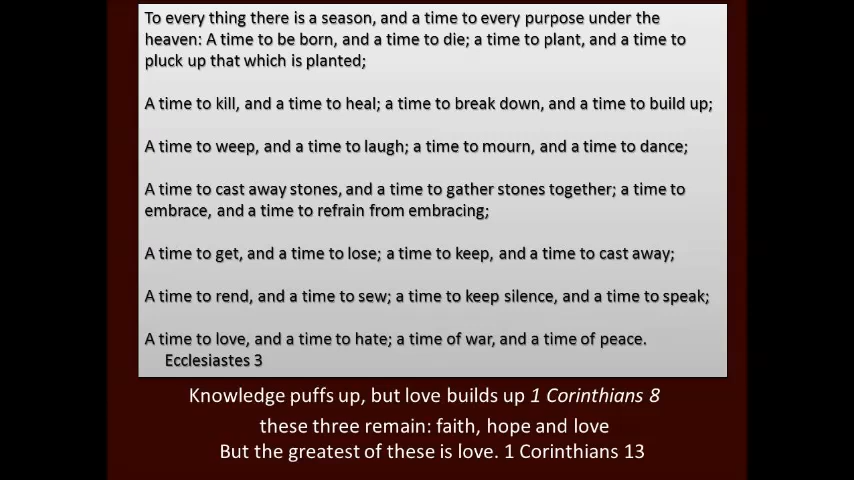 To every thing there is a season, and a time to every purpose under the
heaven: A time to be born, and a time to die; a time to plant, and a time to
pluck up that which is planted;
A time to kill, and a time to heal; a time to break down, and a time to build up;
A time to weep, and a time to laugh; a time to mourn, and a time to dance;
A time to cast away stones, and a time to gather stones together; a time to
embrace, and a time to refrain from embracing;
A time to get, and a time to lose; a time to keep, and a time to cast away;
A time to rend, and a time to sew; a time to keep silence, and a time to speak;
A time to love, and a time to hate; a time of war, and a time of peace.
Ecclesiastes 3
Knowledge puffs up, but love builds up 1 Corinthians 8
these three remain: faith, hope and love
But the greatest of these is love. 1 Corinthians 13